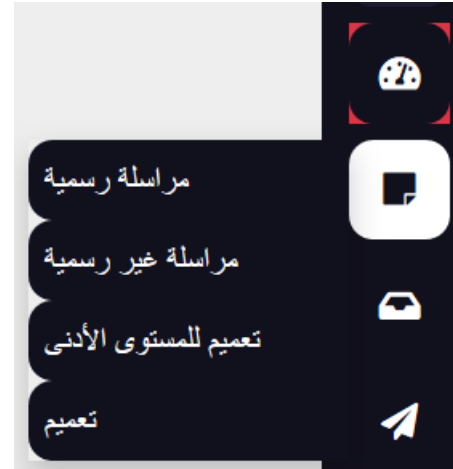 مراسلة رسمية
مراسلة غير رسمية
تعميم للمستوى الأدنى
تعميم